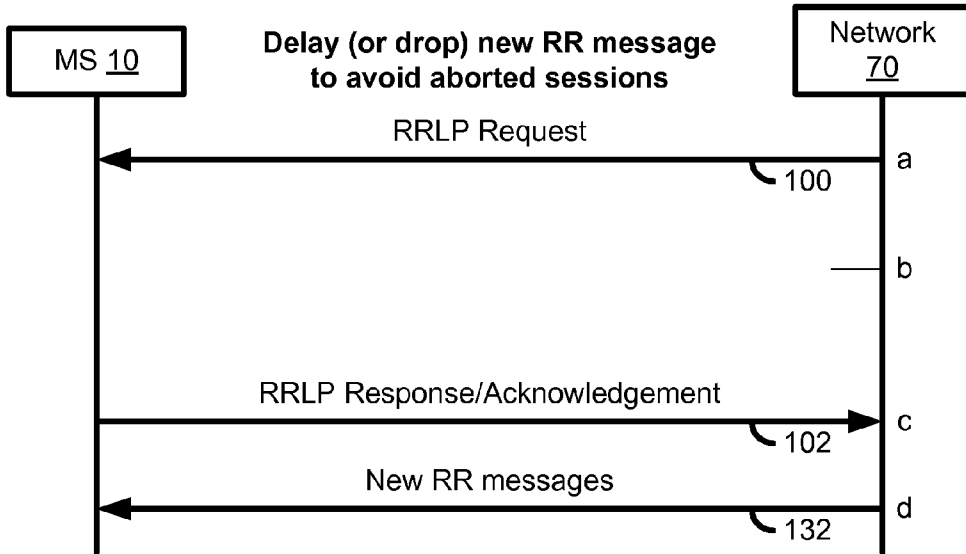 MS 10
Delay (or drop) new RR message
to avoid aborted sessions
Network
70
RRLP Request
a
100
b
RRLP Response/Acknowledgement
c
102
New RR messages
d
132